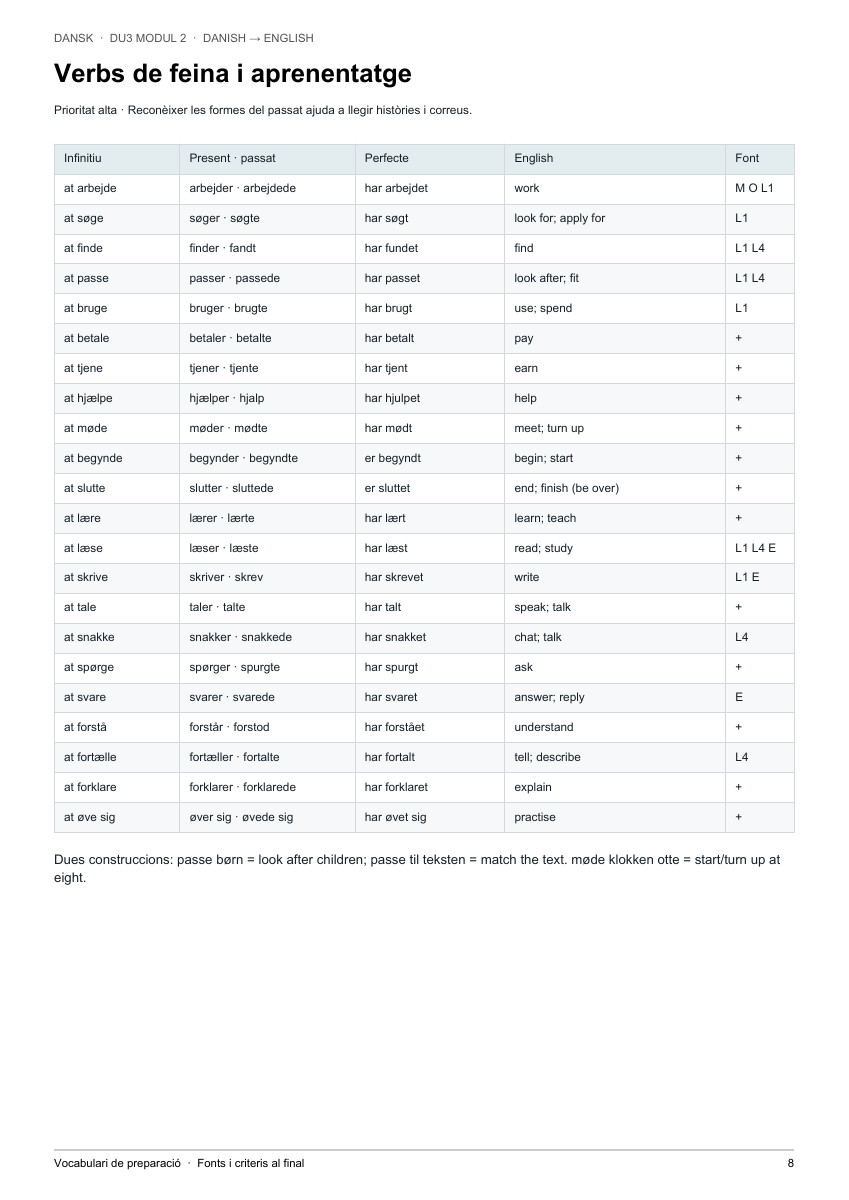 DANSK · DU3 MODUL 2 · DANISH → ENGLISH
Verbs de feina i aprenentatge
Prioritat alta · Reconèixer les formes del passat ajuda a llegir històries i correus.
Infinitiu Present · passat Perfecte English Font
at arbejde arbejder · arbejdede har arbejdet work M O L1
at søge søger · søgte har søgt look for; apply for L1
at finde finder · fandt har fundet find L1 L4
at passe passer · passede har passet look after; fit L1 L4
at bruge bruger · brugte har brugt use; spend L1
at betale betaler · betalte har betalt pay +
at tjene tjener · tjente har tjent earn +
at hjælpe hjælper · hjalp har hjulpet help +
at møde møder · mødte har mødt meet; turn up +
at begynde begynder · begyndte er begyndt begin; start +
at slutte slutter · sluttede er sluttet end; finish (be over) +
at lære lærer · lærte har lært learn; teach +
at læse læser · læste har læst read; study L1 L4 E
at skrive skriver · skrev har skrevet write L1 E
at tale taler · talte har talt speak; talk +
at snakke snakker · snakkede har snakket chat; talk L4
at spørge spørger · spurgte har spurgt ask +
at svare svarer · svarede har svaret answer; reply E
at forstå forstår · forstod har forstået understand +
at fortælle fortæller · fortalte har fortalt tell; describe L4
at forklare forklarer · forklarede har forklaret explain +
at øve sig øver sig · øvede sig har øvet sig practise +
Dues construccions: passe børn = look after children; passe til teksten = match the text. møde klokken otte = start/turn up at
eight.
Vocabulari de preparació · Fonts i criteris al final 8